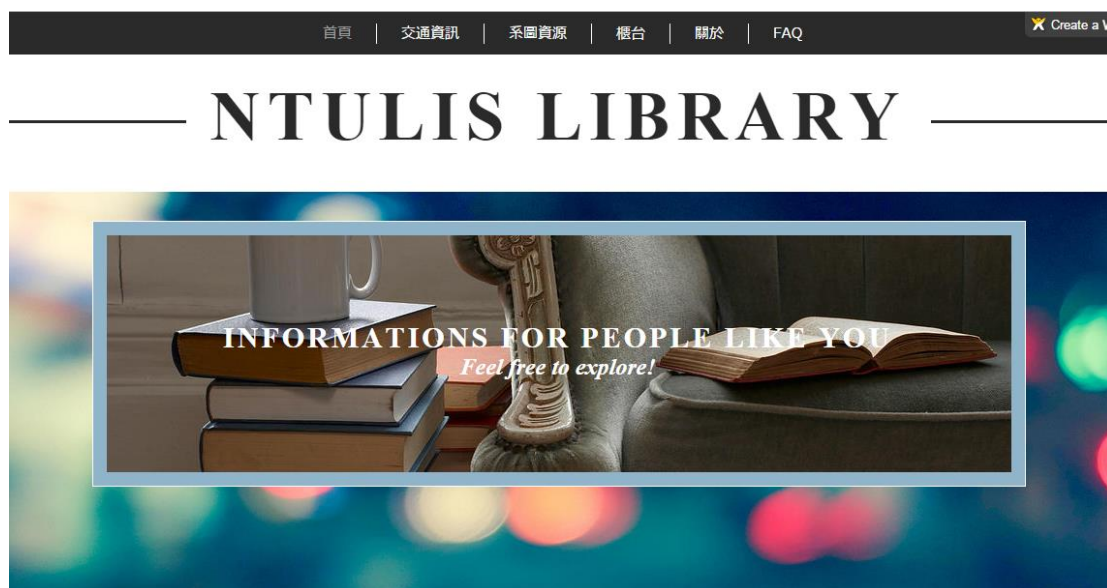 首頁 交通資訊 系圖資源 櫃台 關於 FAQ
Create a
NTULIS LIBRARY
INFORMATIONS FOR PEOPLE LIKE YOU
Feel free to explore!